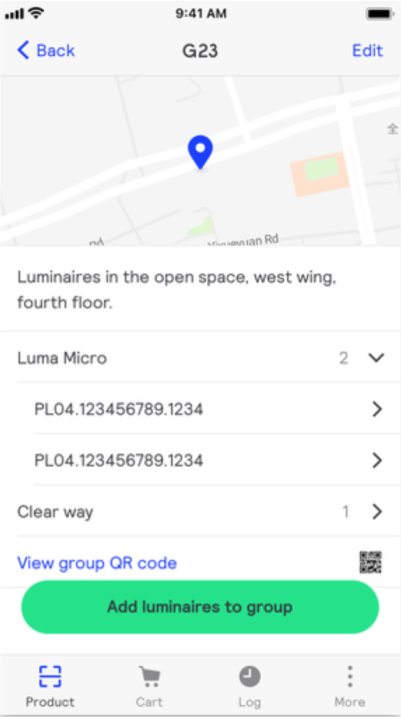 9:41 AM
Back
G23
Edit
全
Yixueyuan Rd
Luminaires in the open space, west wing,
fourth floor.
Luma Micro 2
PL04.123456789.1234
PL04.123456789.1234
Clear way 1
View group QR code
Add luminaires to group
Product Cart Log More